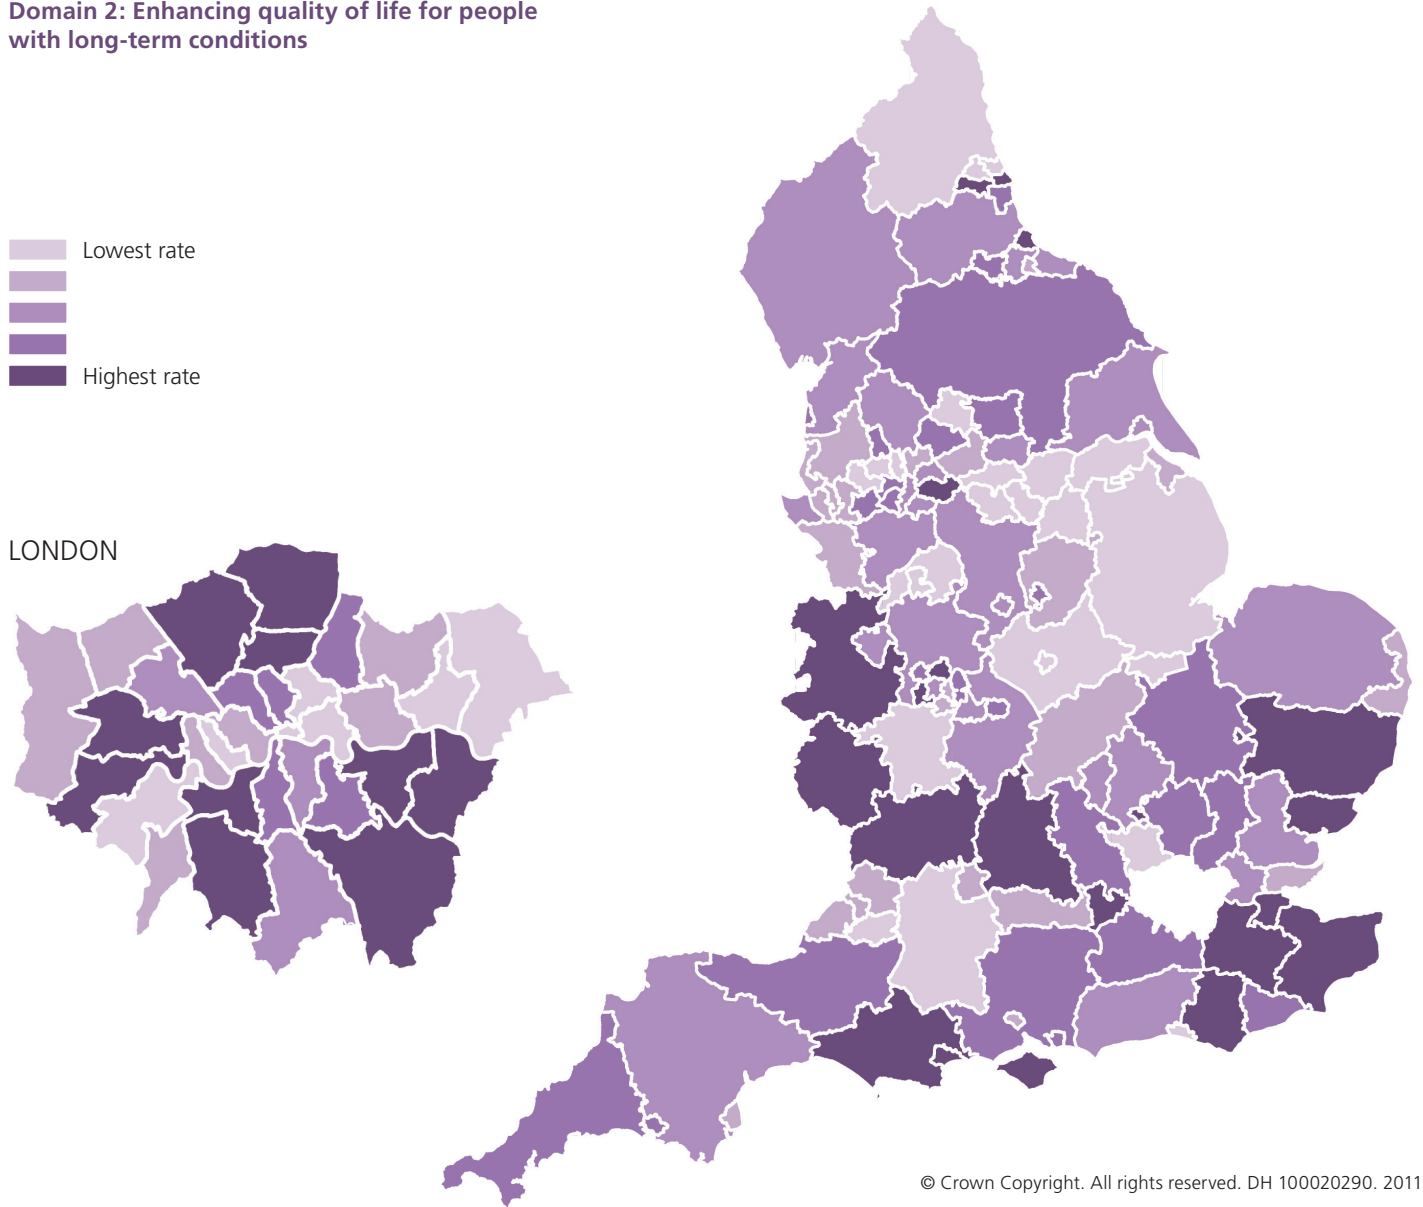 Domain 2: Enhancing quality of life for people
with long-term conditions
Lowest rate
Highest rate
LONDON
© Crown Copyright. All rights reserved. DH 100020290. 2011